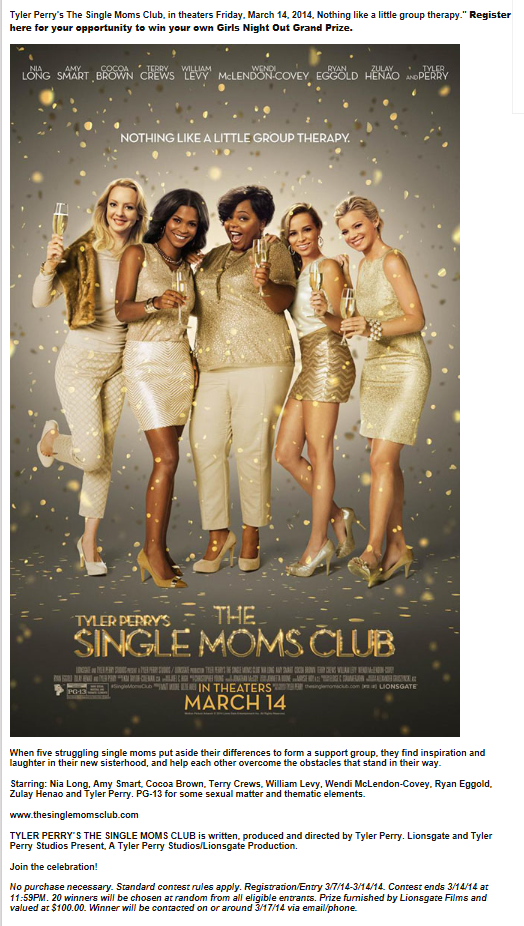 Tyler Perry's The Single Moms Club, in theaters Friday, March 14, 2014, Nothing like a little group therapy." Register
here for your opportunity to win your own Girls Night Out Grand Prize.
NIA LONG AMY SMART COCOA BROWN TERRY CREWS WILLIAM LEVY WENDI McLENDON-COVEY RYAN EGGOLD ZULAY HENAO AND TYLER PERRY
NOTHING LIKE A LITTLE GROUP THERAPY.
TYLER PERRY'S THE
SINGLE MOMS CLUB
#SingleMomsClub
thesinglemomsclub.com
LIONSGATE
PG-13
IN THEATERS
MARCH 14
When five struggling single moms put aside their differences to form a support group, they find inspiration and
laughter in their new sisterhood, and help each other overcome the obstacles that stand in their way.
Starring: Nia Long, Amy Smart, Cocoa Brown, Terry Crews, William Levy, Wendi McLendon-Covey, Ryan Eggold,
Zulay Henao and Tyler Perry. PG-13 for some sexual matter and thematic elements.
www.thesinglemomsclub.com
TYLER PERRY'S THE SINGLE MOMS CLUB is written, produced and directed by Tyler Perry. Lionsgate and Tyler
Perry Studios Present, A Tyler Perry Studios/Lionsgate Production.
Join the celebration!
No purchase necessary. Standard contest rules apply. Registration/Entry 3/7/14-3/14/14. Contest ends 3/14/14 at
11:59PM. 20 winners will be chosen at random from all eligible entrants. Prize furnished by Lionsgate Films and
valued at $100.00. Winner will be contacted on or around 3/17/14 via email/phone.